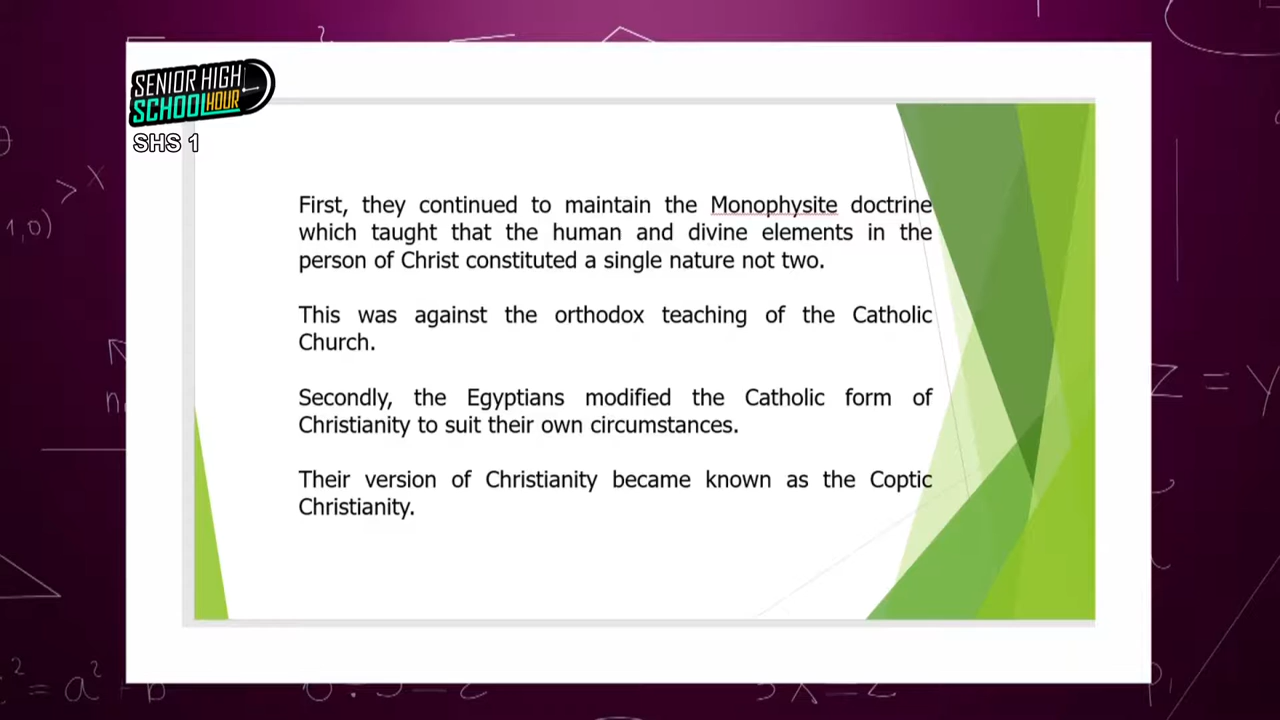 SENIOR HIGH
SCHOOL HOUR
SHS 1
First, they continued to maintain the Monophysite doctrine
which taught that the human and divine elements in the
person of Christ constituted a single nature not two.
This was against the orthodox teaching of the Catholic
Church.
Secondly, the Egyptians modified the Catholic form of
Christianity to suit their own circumstances.
Their version of Christianity became known as the Coptic
Christianity.